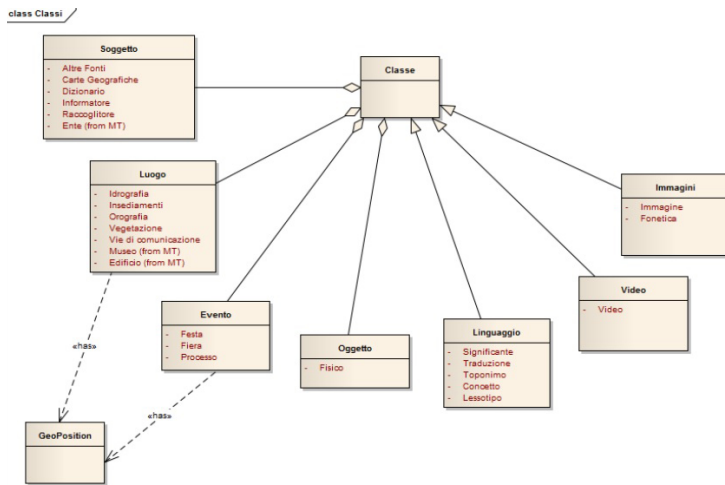 class Classi
Soggetto
- Altre Fonti
- Carte Geografiche
- Dizionario
- Informatore
- Raccoglitore
- Ente (from MT)
Classe
Luogo
- Idrografia
- Insediamenti
- Orografia
- Vegetazione
- Vie di comunicazione
- Museo (from MT)
- Edificio (from MT)
Immagini
- Immagine
- Fonetica
Video
- Video
Evento
- Festa
- Fiera
- Processo
Oggetto
- Fisico
Linguaggio
- Significante
- Traduzione
- Toponimo
- Concetto
- Lessotipo
«has»
«has»
GeoPosition